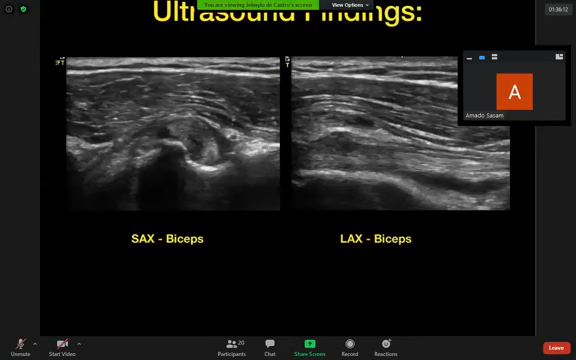 You are viewing Jeimylo de Castro's screen
View Options
01:36:12
Ultrasound Findings:
A
Amado Sasam
SAX - Biceps
LAX - Biceps
Unmute
Start Video
20
Participants
Chat
Share Screen
Record
Reactions
Leave